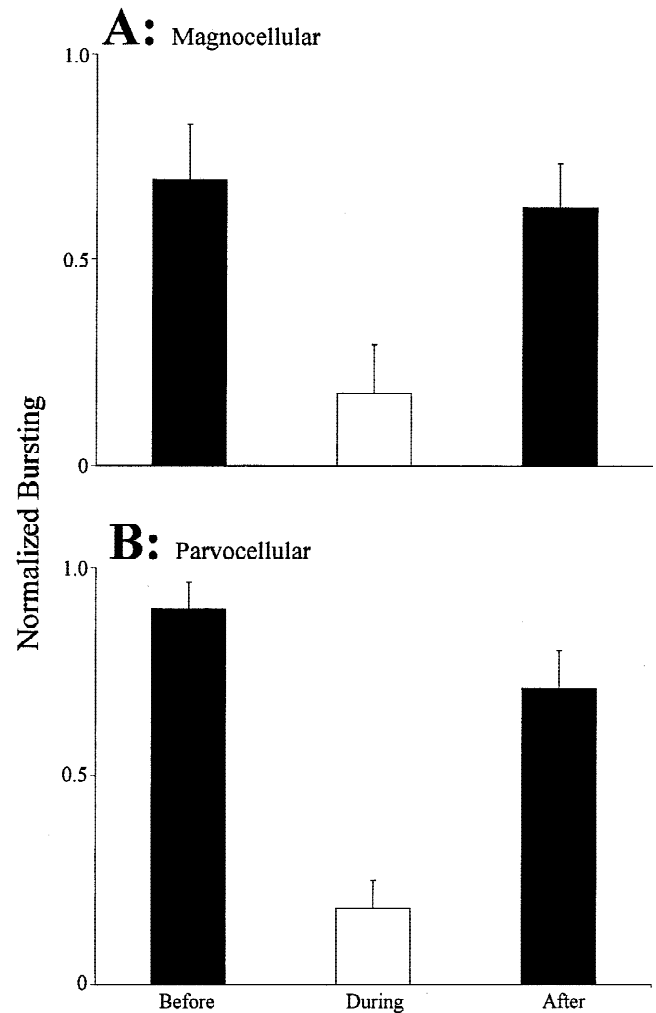 A: Magnocellular
1.0
0.5
0
Normalized Bursting
B: Parvocellular
1.0
0.5
0
Before During After